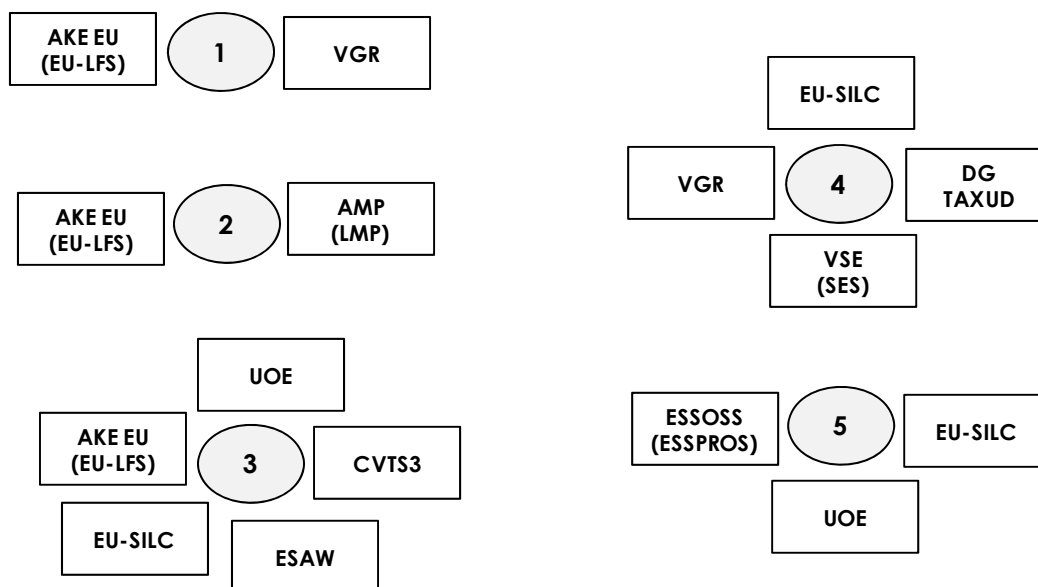 AKE EU
(EU-LFS)
1
VGR
AKE EU
(EU-LFS)
2
AMP
(LMP)
UOE
AKE EU
(EU-LFS)
3
CVTS3
EU-SILC
ESAW
EU-SILC
VGR
4
DG
TAXUD
VSE
(SES)
ESSOSS
(ESSPROS)
5
EU-SILC
UOE